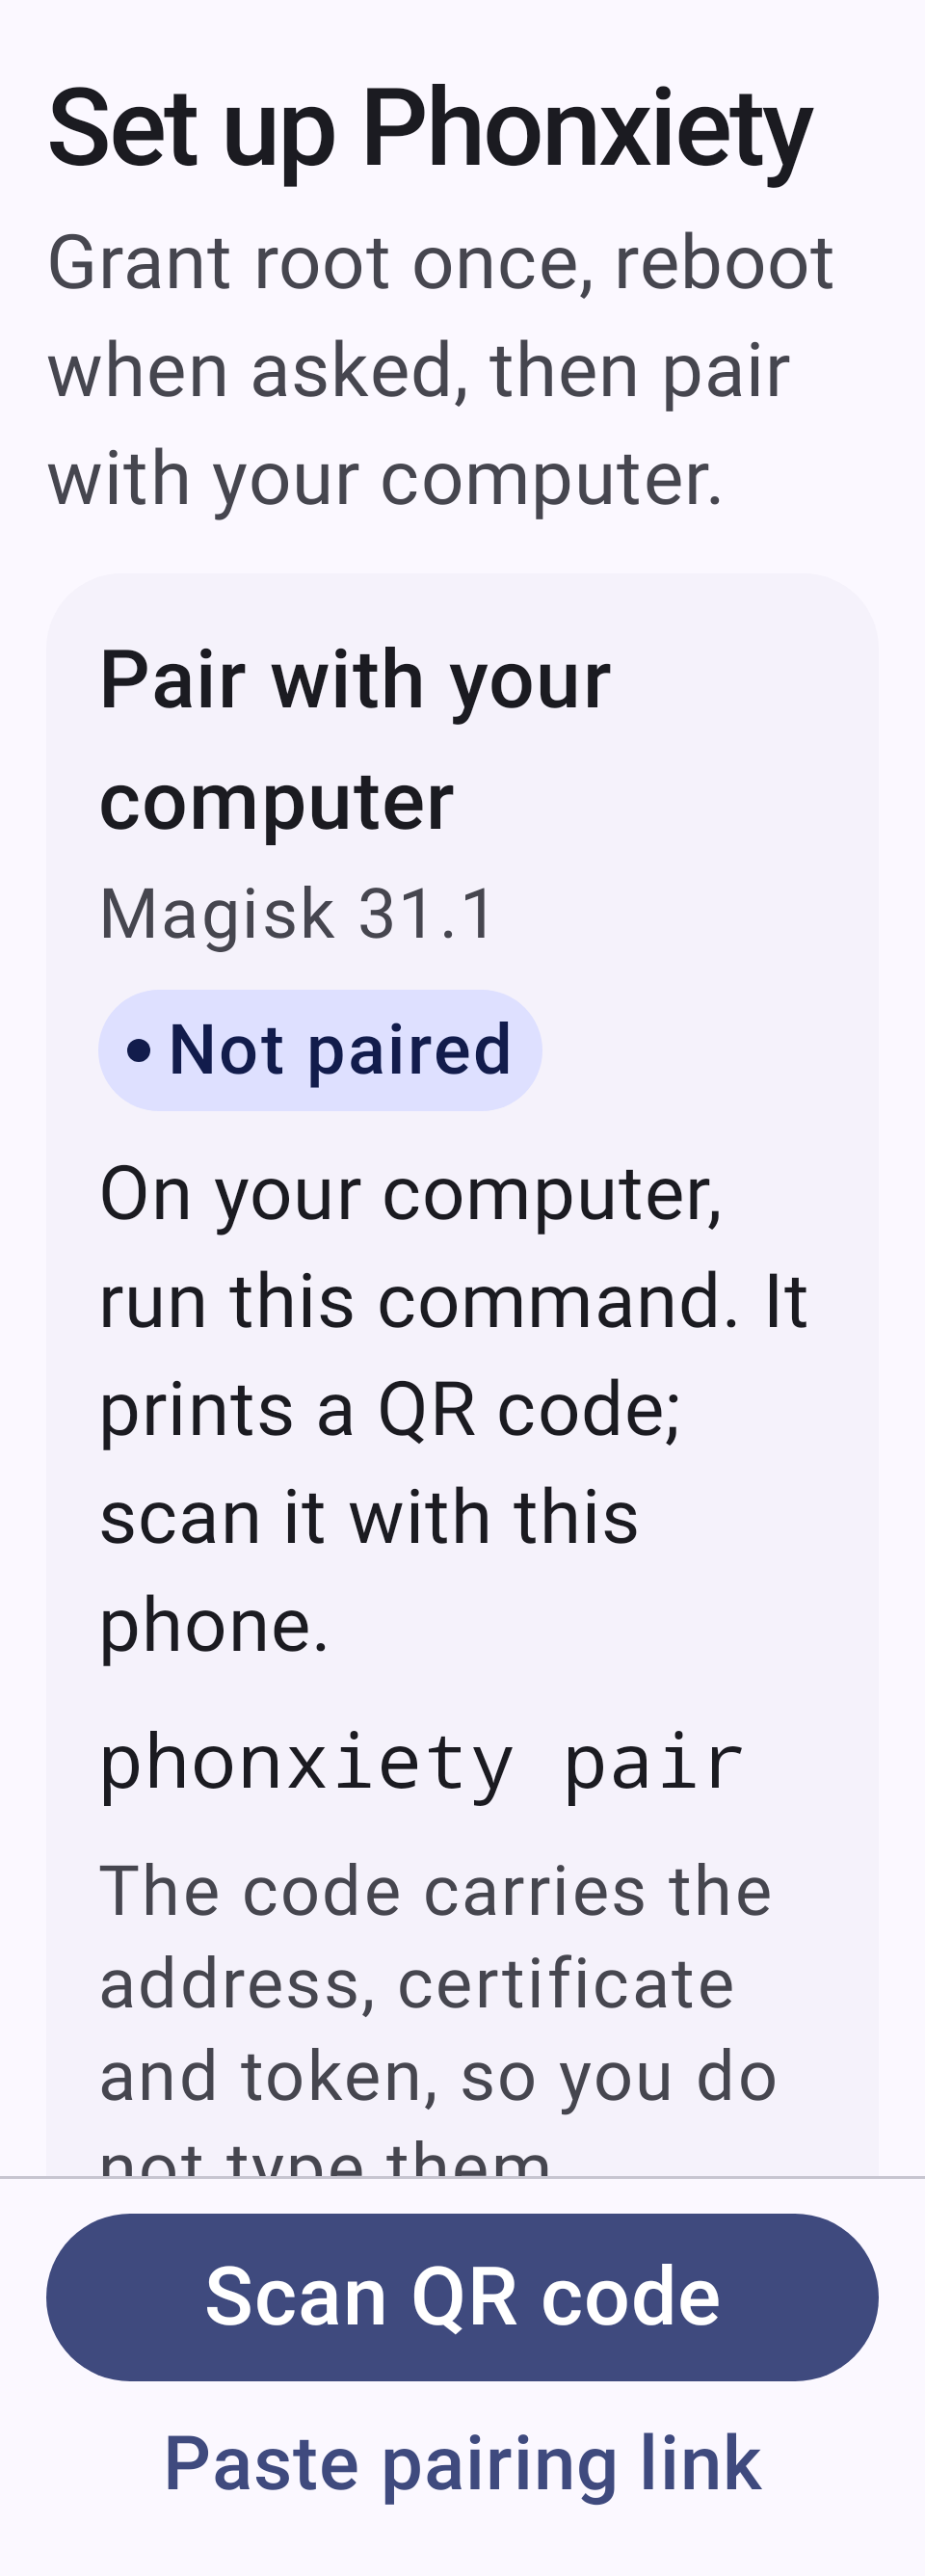 Set up Phonxiety
Grant root once, reboot
when asked, then pair
with your computer.
Pair with your
computer
Magisk 31.1
Not paired
On your computer,
run this command. It
prints a QR code;
scan it with this
phone.
phonxiety pair
The code carries the
address, certificate
and token, so you do
not type them
Scan QR code
Paste pairing link